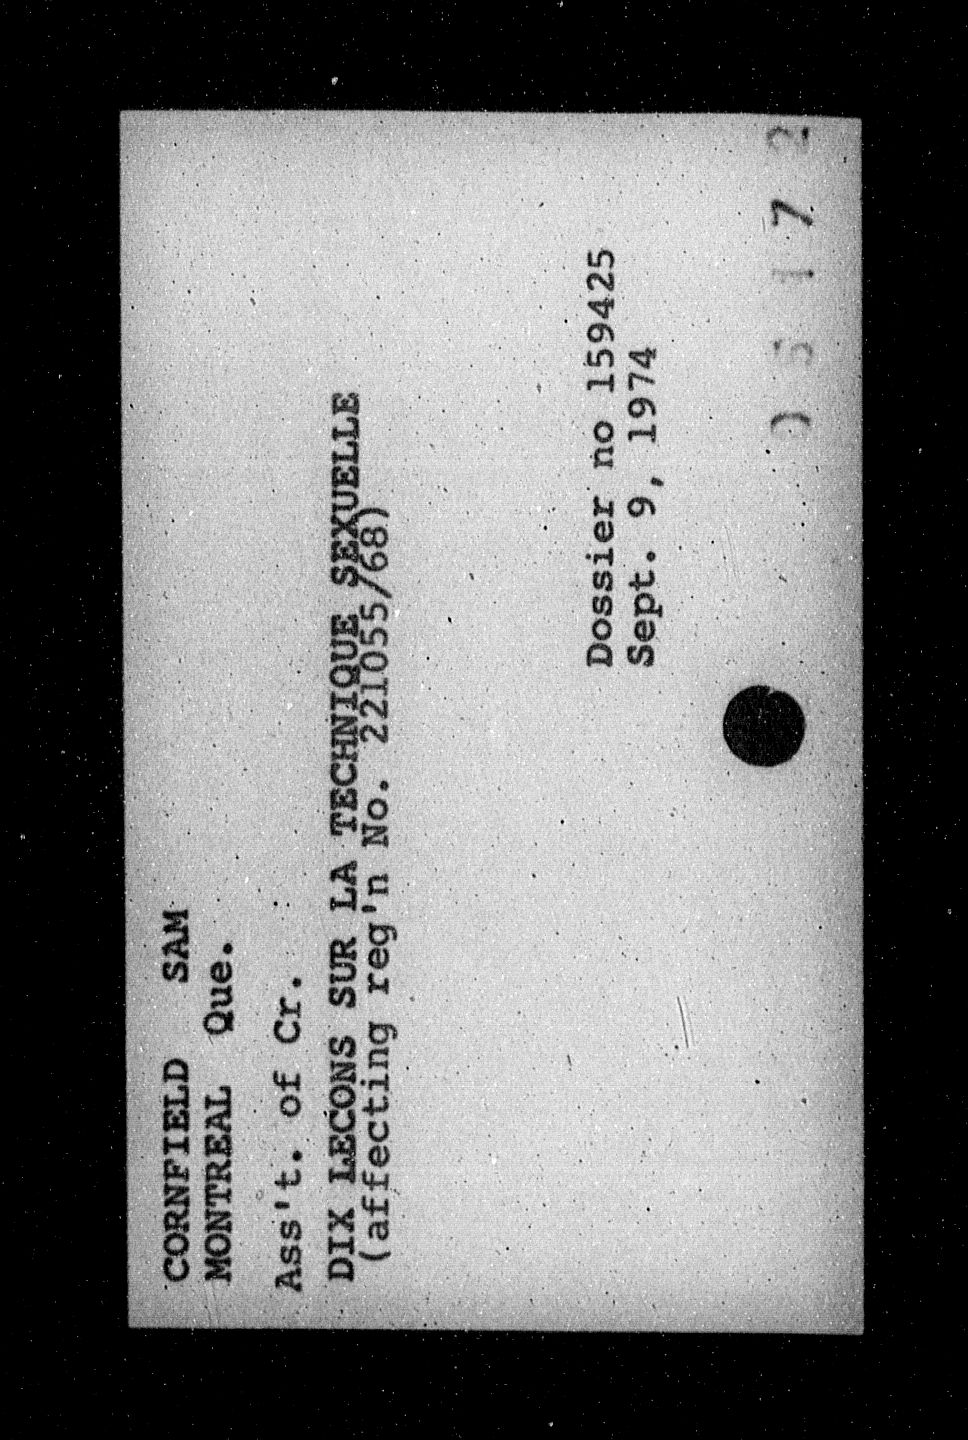 CORNFIELD SAM
MONTREAL Que.
Ass't. of Cr.
DIX LECONS SUR LA TECHNIQUE SEXUELLE
(affecting reg'n No. 221055/68)
Dossier no 159425
Sept. 9, 1974
05172